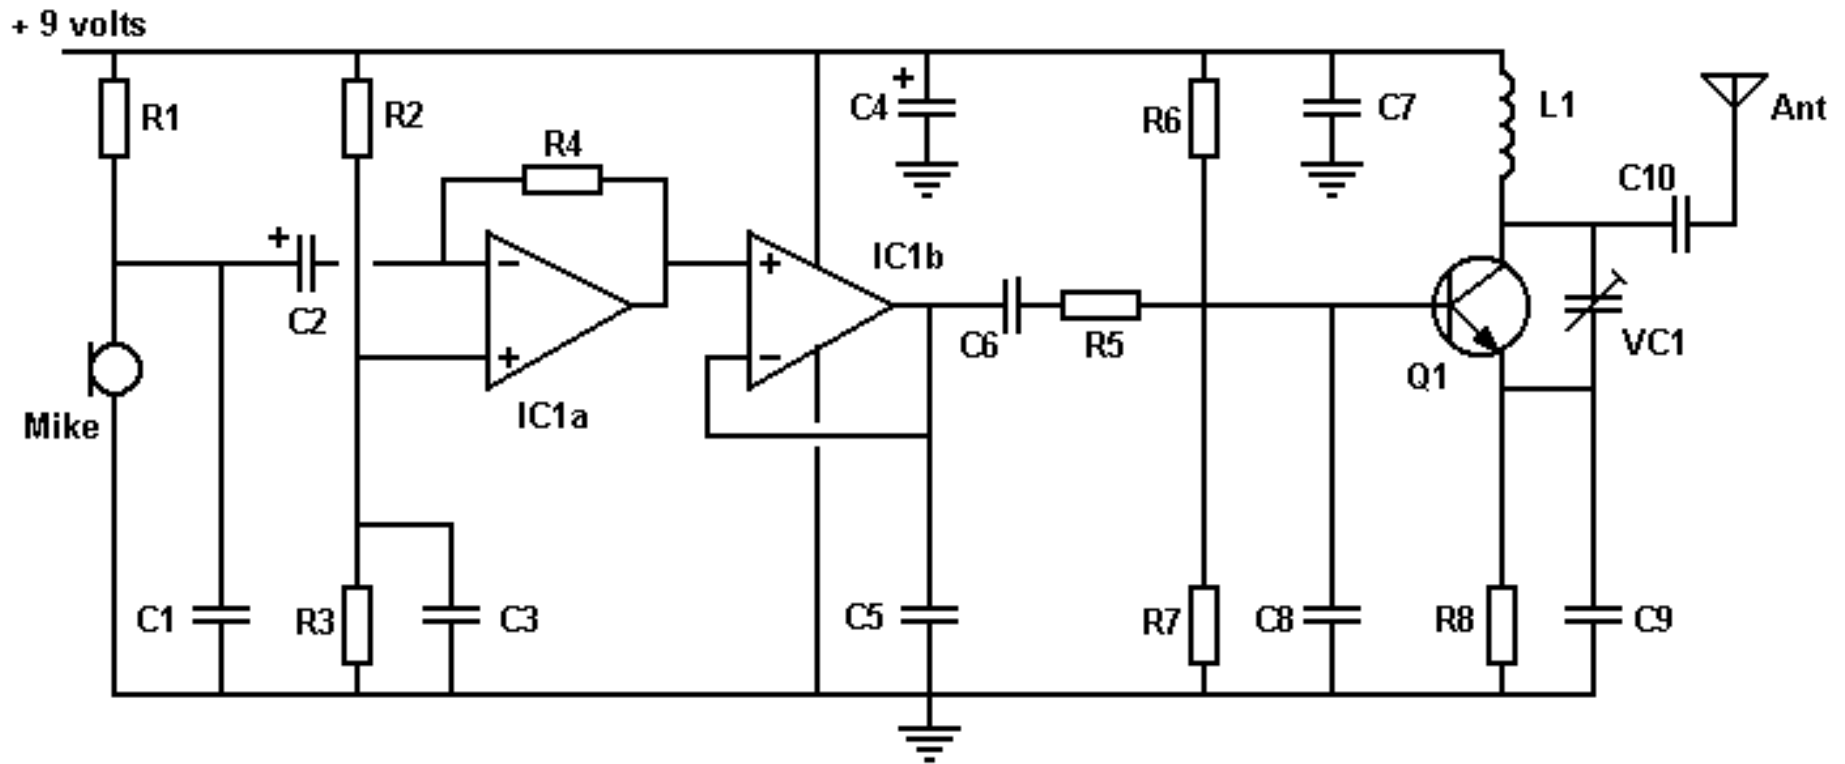 + 9 volts
R1
R2
R4
C4
+
R6
C7
L1
Ant
C10
+
C2
-
+
IC1a
+
-
IC1b
C6
R5
Q1
VC1
Mike
C1
R3
C3
C5
R7
C8
R8
C9